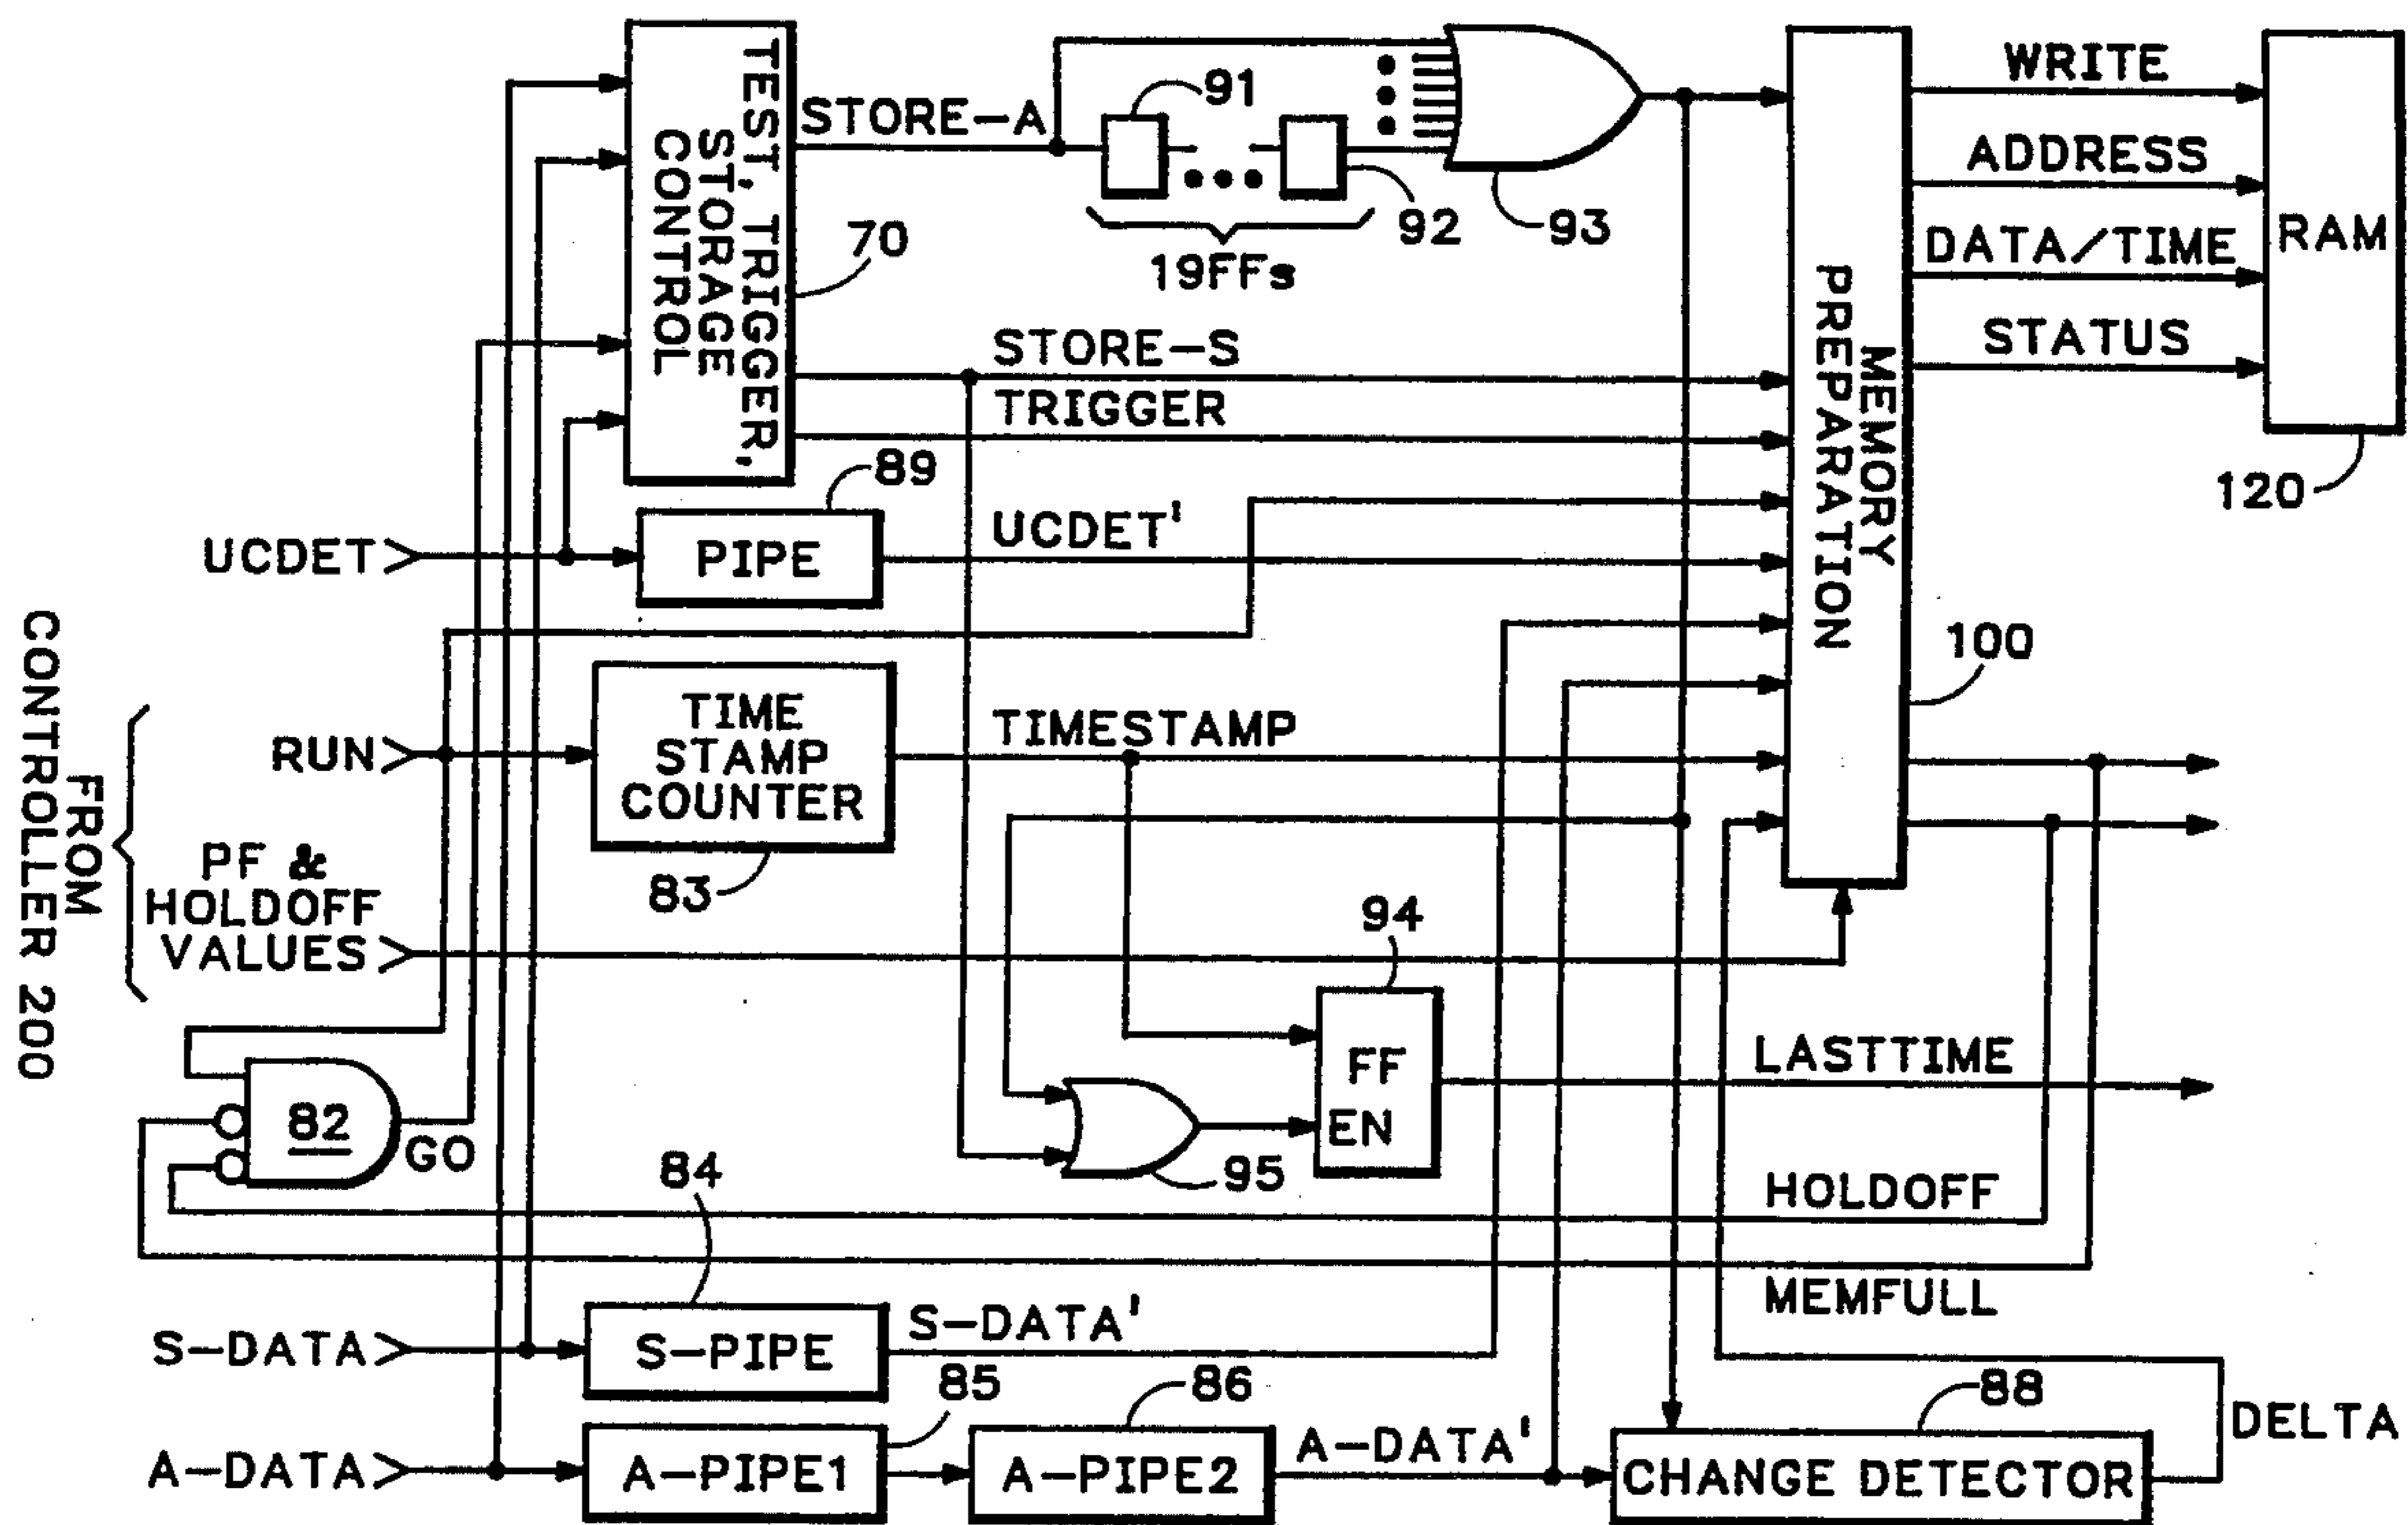 TEST, TRIGGER,
STORAGE
CONTROL
70
STORE-A
91
92
19FFs
93
MEMORY
PREPARATION
100
WRITE
ADDRESS
DATA/TIME
STATUS
RAM
120
STORE-S
TRIGGER
89
UCDET
PIPE
UCDET'
FROM
CONTROLLER 200
RUN
TIME
STAMP
COUNTER
83
TIMESTAMP
PF &
HOLDOFF
VALUES
94
FF
EN
LASTTIME
82
GO
95
HOLDOFF
MEMFULL
84
S-DATA
S-PIPE
S-DATA'
85
86
88
A-DATA
A-PIPE1
A-PIPE2
A-DATA'
CHANGE DETECTOR
DELTA